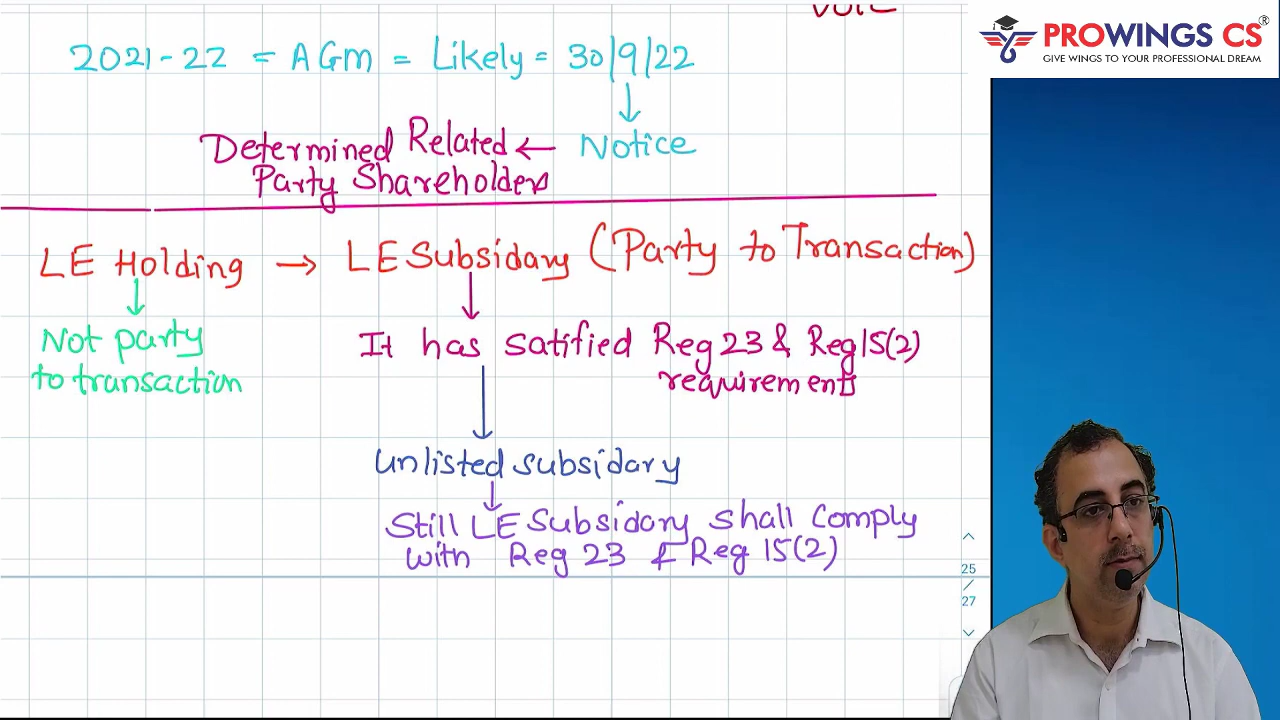 PROWINGS CS®
GIVE WINGS TO YOUR PROFESSIONAL DREAM
2021-22 = AGM = Likely = 30/9/22
↓
Determined Related ← Notice
Party Shareholders
LE Holding → LE Subsidary (Party to Transaction)
↓ ↓
Not party
to transaction
It has satified Reg 23 & Reg 15(2)
requirements
↓
Unlisted subsidary
↓
Still LE Subsidary shall comply
with Reg 23 & Reg 15(2)
25
/
27